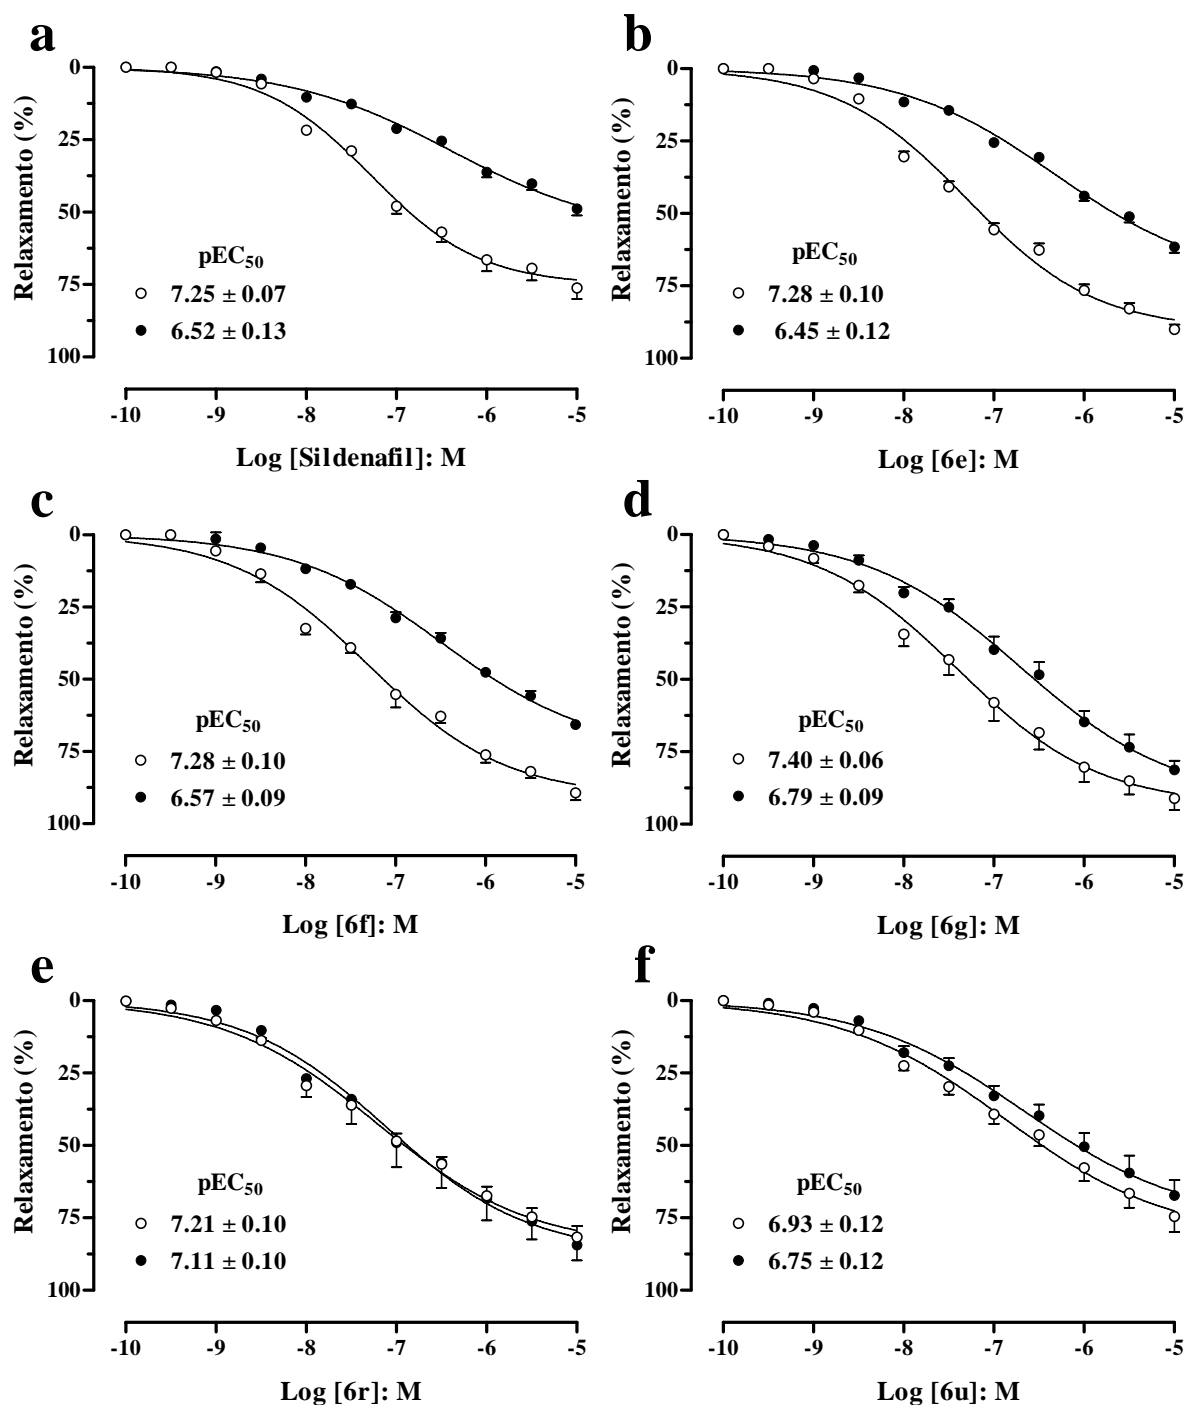 a
Relaxamento (%)
0
25
50
75
100
pEC50
7.25 ± 0.07
6.52 ± 0.13
-10 -9 -8 -7 -6 -5
Log [Sildenafil]: M
b
Relaxamento (%)
0
25
50
75
100
pEC50
7.28 ± 0.10
6.45 ± 0.12
-10 -9 -8 -7 -6 -5
Log [6e]: M
c
Relaxamento (%)
0
25
50
75
100
pEC50
7.28 ± 0.10
6.57 ± 0.09
-10 -9 -8 -7 -6 -5
Log [6f]: M
d
Relaxamento (%)
0
25
50
75
100
pEC50
7.40 ± 0.06
6.79 ± 0.09
-10 -9 -8 -7 -6 -5
Log [6g]: M
e
Relaxamento (%)
0
25
50
75
100
pEC50
7.21 ± 0.10
7.11 ± 0.10
-10 -9 -8 -7 -6 -5
Log [6r]: M
f
Relaxamento (%)
0
25
50
75
100
pEC50
6.93 ± 0.12
6.75 ± 0.12
-10 -9 -8 -7 -6 -5
Log [6u]: M